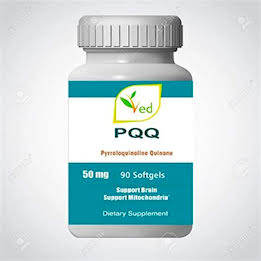 Ved
PQQ
Pyrroloquinoline Quinone
50 mg 90 Softgels
Support Brain
Support Mitochondria*
Dietary Supplement